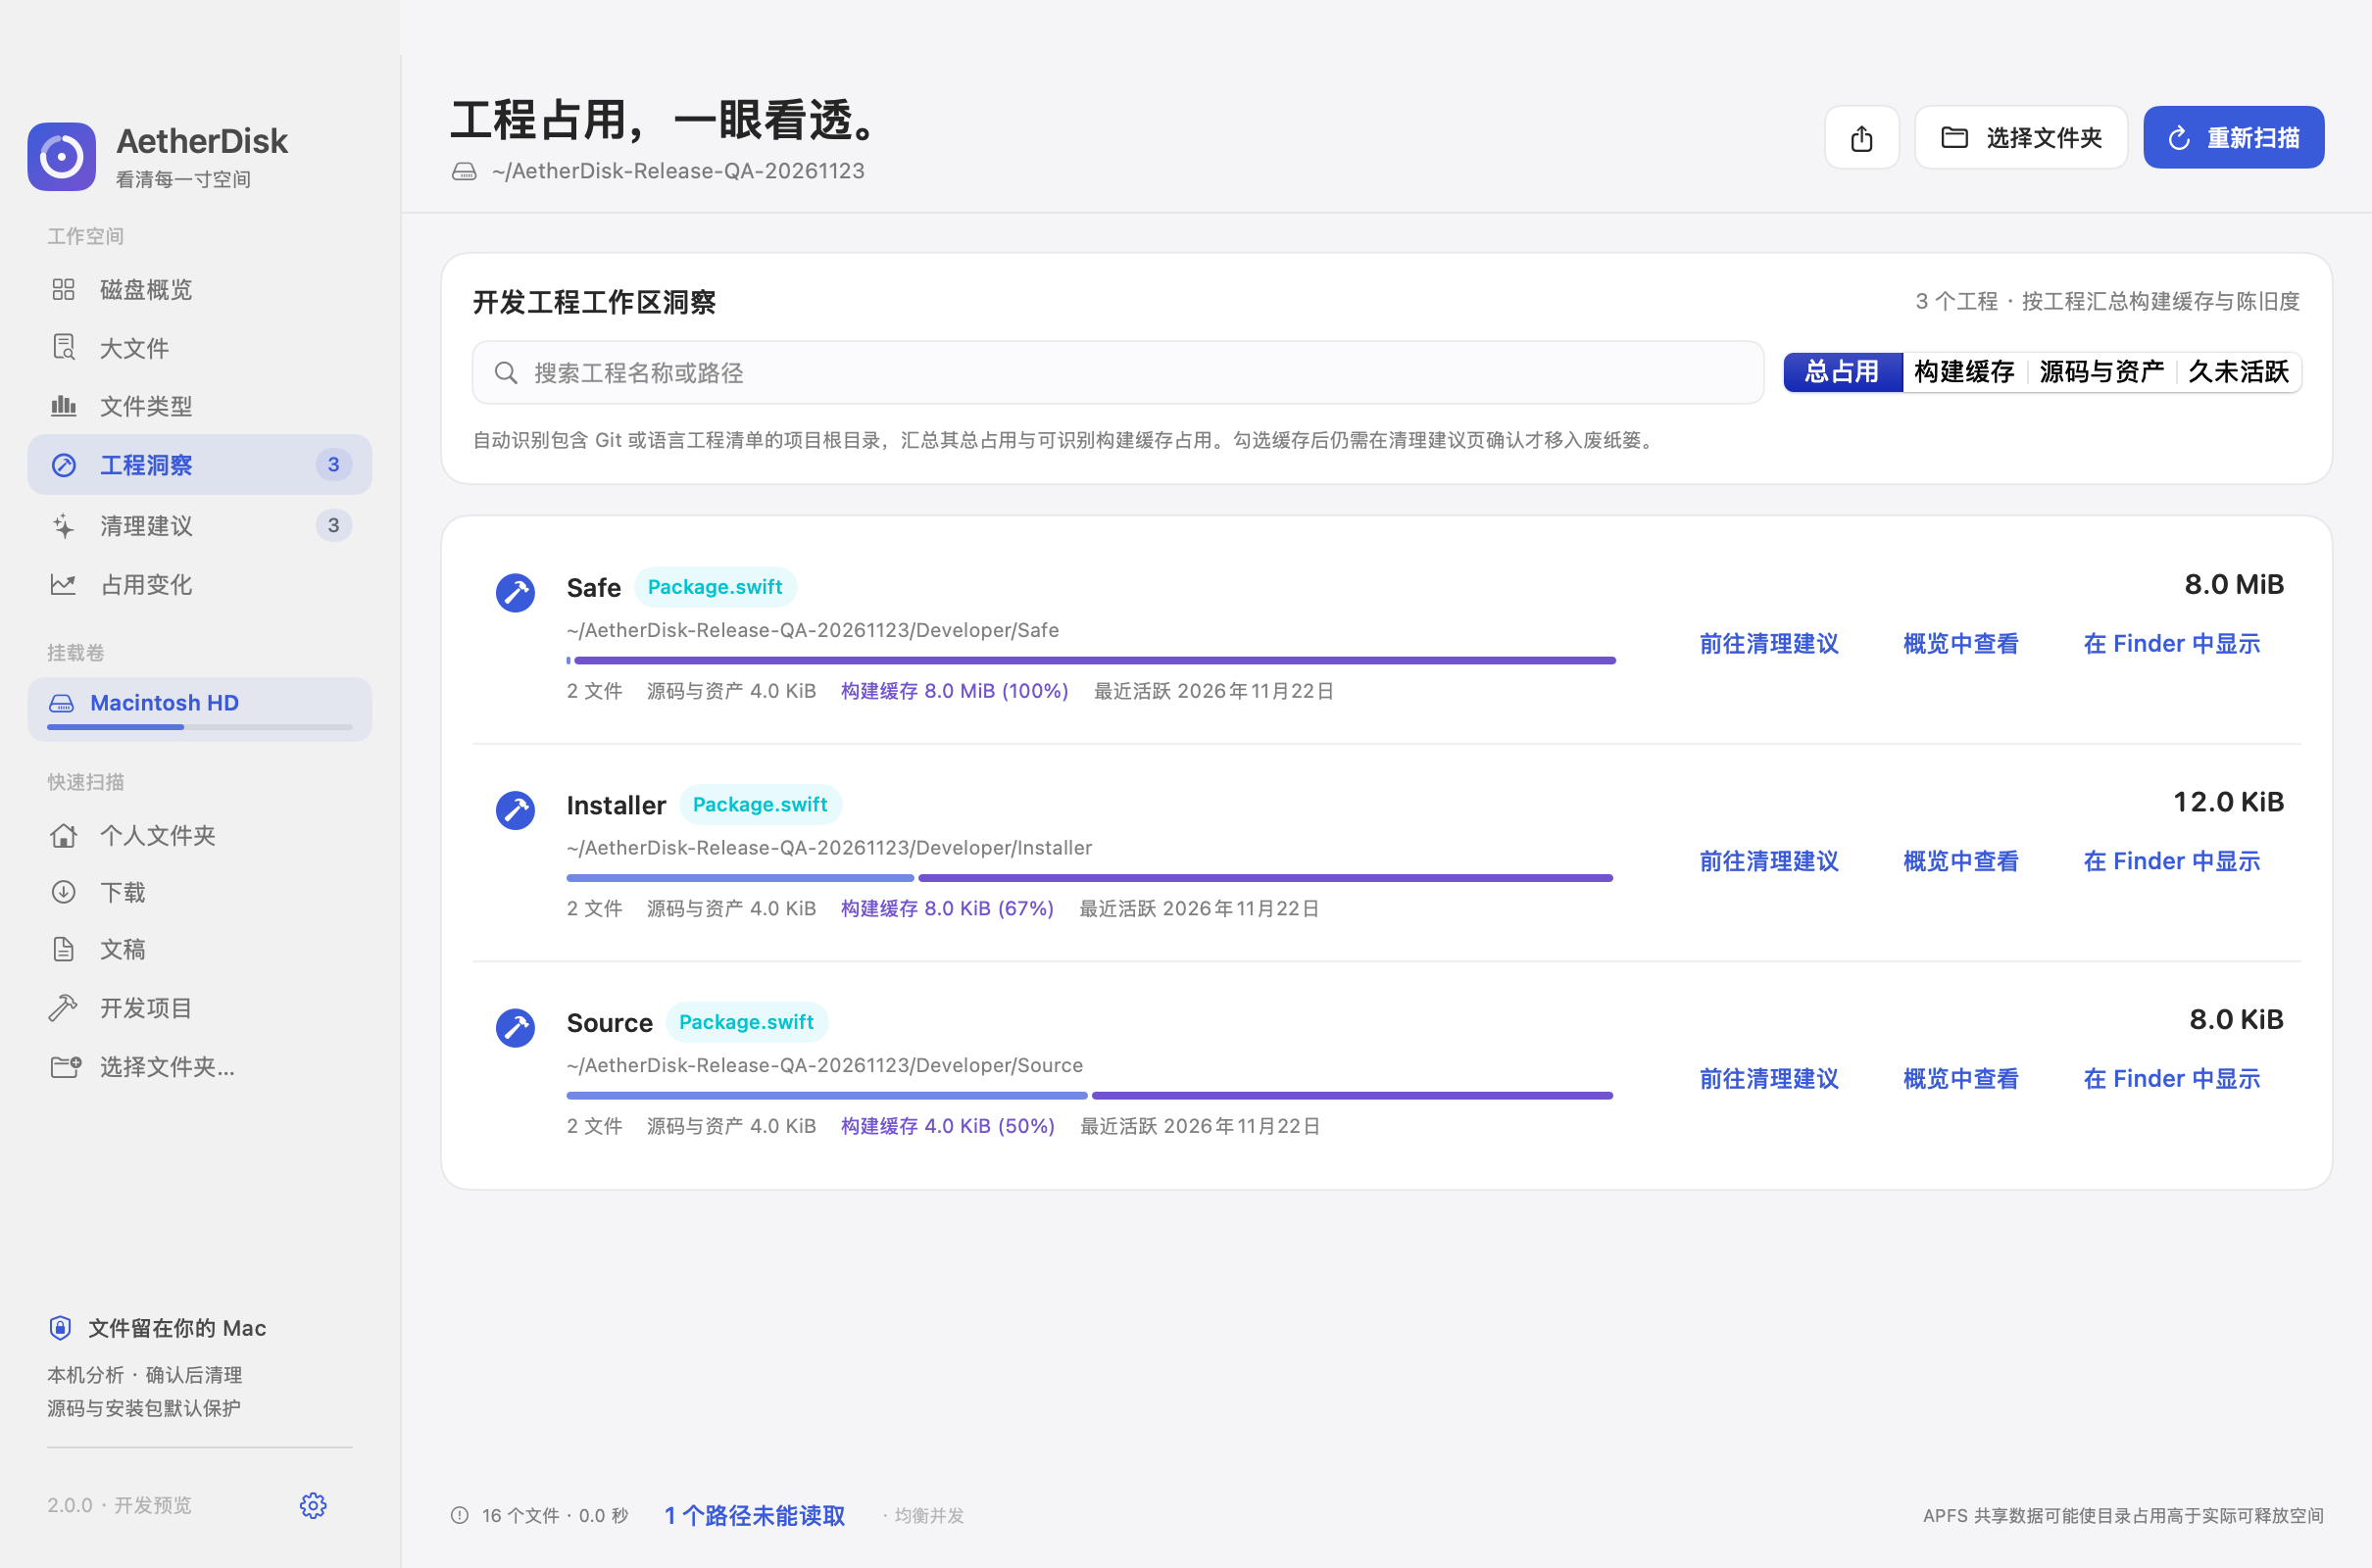 AetherDisk
看清每一寸空间
工作空间
磁盘概览
大文件
文件类型
工程洞察 3
清理建议 3
占用变化
挂载卷
Macintosh HD
快速扫描
个人文件夹
下载
文稿
开发项目
选择文件夹...
文件留在你的 Mac
本机分析 · 确认后清理
源码与安装包默认保护
2.0.0 · 开发预览
工程占用，一眼看透。
~/AetherDisk-Release-QA-20261123
选择文件夹
重新扫描
开发工程工作区洞察
3 个工程 · 按工程汇总构建缓存与陈旧度
搜索工程名称或路径
总占用 构建缓存 源码与资产 久未活跃
自动识别包含 Git 或语言工程清单的项目根目录，汇总其总占用与可识别构建缓存占用。勾选缓存后仍需在清理建议页确认才移入废纸篓。
Safe Package.swift 8.0 MiB
~/AetherDisk-Release-QA-20261123/Developer/Safe
前往清理建议 概览中查看 在 Finder 中显示
2 文件 源码与资产 4.0 KiB 构建缓存 8.0 MiB (100%) 最近活跃 2026年11月22日
Installer Package.swift 12.0 KiB
~/AetherDisk-Release-QA-20261123/Developer/Installer
前往清理建议 概览中查看 在 Finder 中显示
2 文件 源码与资产 4.0 KiB 构建缓存 8.0 KiB (67%) 最近活跃 2026年11月22日
Source Package.swift 8.0 KiB
~/AetherDisk-Release-QA-20261123/Developer/Source
前往清理建议 概览中查看 在 Finder 中显示
2 文件 源码与资产 4.0 KiB 构建缓存 4.0 KiB (50%) 最近活跃 2026年11月22日
16 个文件 · 0.0 秒 1 个路径未能读取 · 均衡并发
APFS 共享数据可能使目录占用高于实际可释放空间